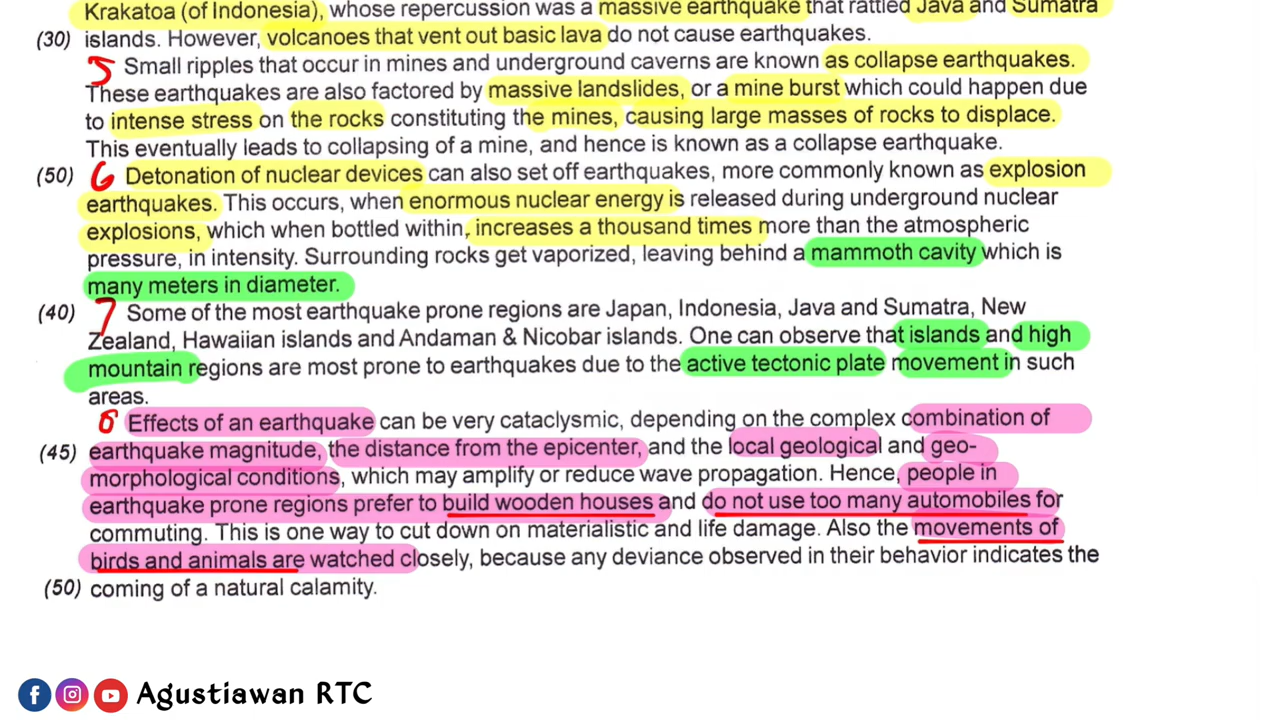 Krakatoa (of Indonesia), whose repercussion was a massive earthquake that rattled Java and Sumatra
(30) islands. However, volcanoes that vent out basic lava do not cause earthquakes.
5 Small ripples that occur in mines and underground caverns are known as collapse earthquakes.
These earthquakes are also factored by massive landslides, or a mine burst which could happen due
to intense stress on the rocks constituting the mines, causing large masses of rocks to displace.
This eventually leads to collapsing of a mine, and hence is known as a collapse earthquake.
(50) 6 Detonation of nuclear devices can also set off earthquakes, more commonly known as explosion
earthquakes. This occurs, when enormous nuclear energy is released during underground nuclear
explosions, which when bottled within, increases a thousand times more than the atmospheric
pressure, in intensity. Surrounding rocks get vaporized, leaving behind a mammoth cavity which is
many meters in diameter.
(40) 7 Some of the most earthquake prone regions are Japan, Indonesia, Java and Sumatra, New
Zealand, Hawaiian islands and Andaman & Nicobar islands. One can observe that islands and high
mountain regions are most prone to earthquakes due to the active tectonic plate movement in such
areas.
8 Effects of an earthquake can be very cataclysmic, depending on the complex combination of
(45) earthquake magnitude, the distance from the epicenter, and the local geological and geo-
morphological conditions, which may amplify or reduce wave propagation. Hence, people in
earthquake prone regions prefer to build wooden houses and do not use too many automobiles for
commuting. This is one way to cut down on materialistic and life damage. Also the movements of
birds and animals are watched closely, because any deviance observed in their behavior indicates the
(50) coming of a natural calamity.
Agustiawan RTC